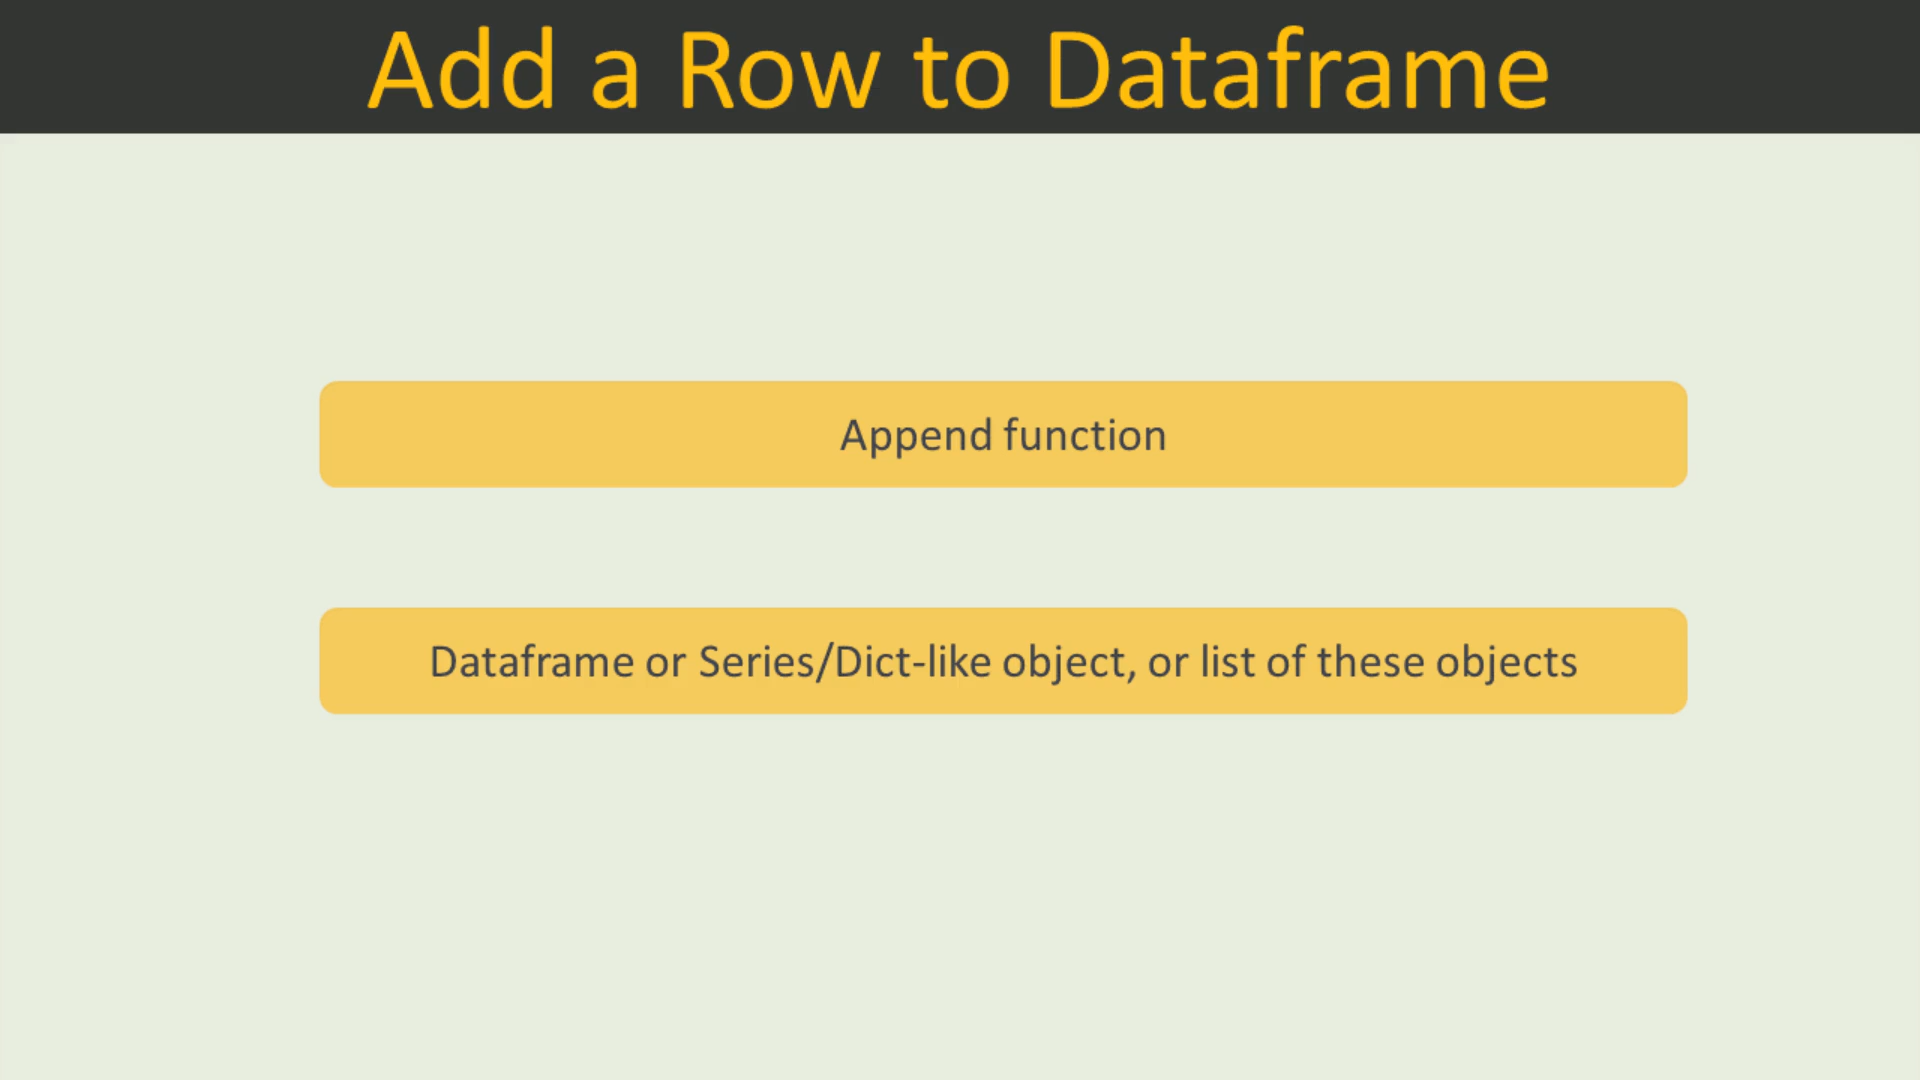 Add a Row to Dataframe
Append function
Dataframe or Series/Dict-like object, or list of these objects